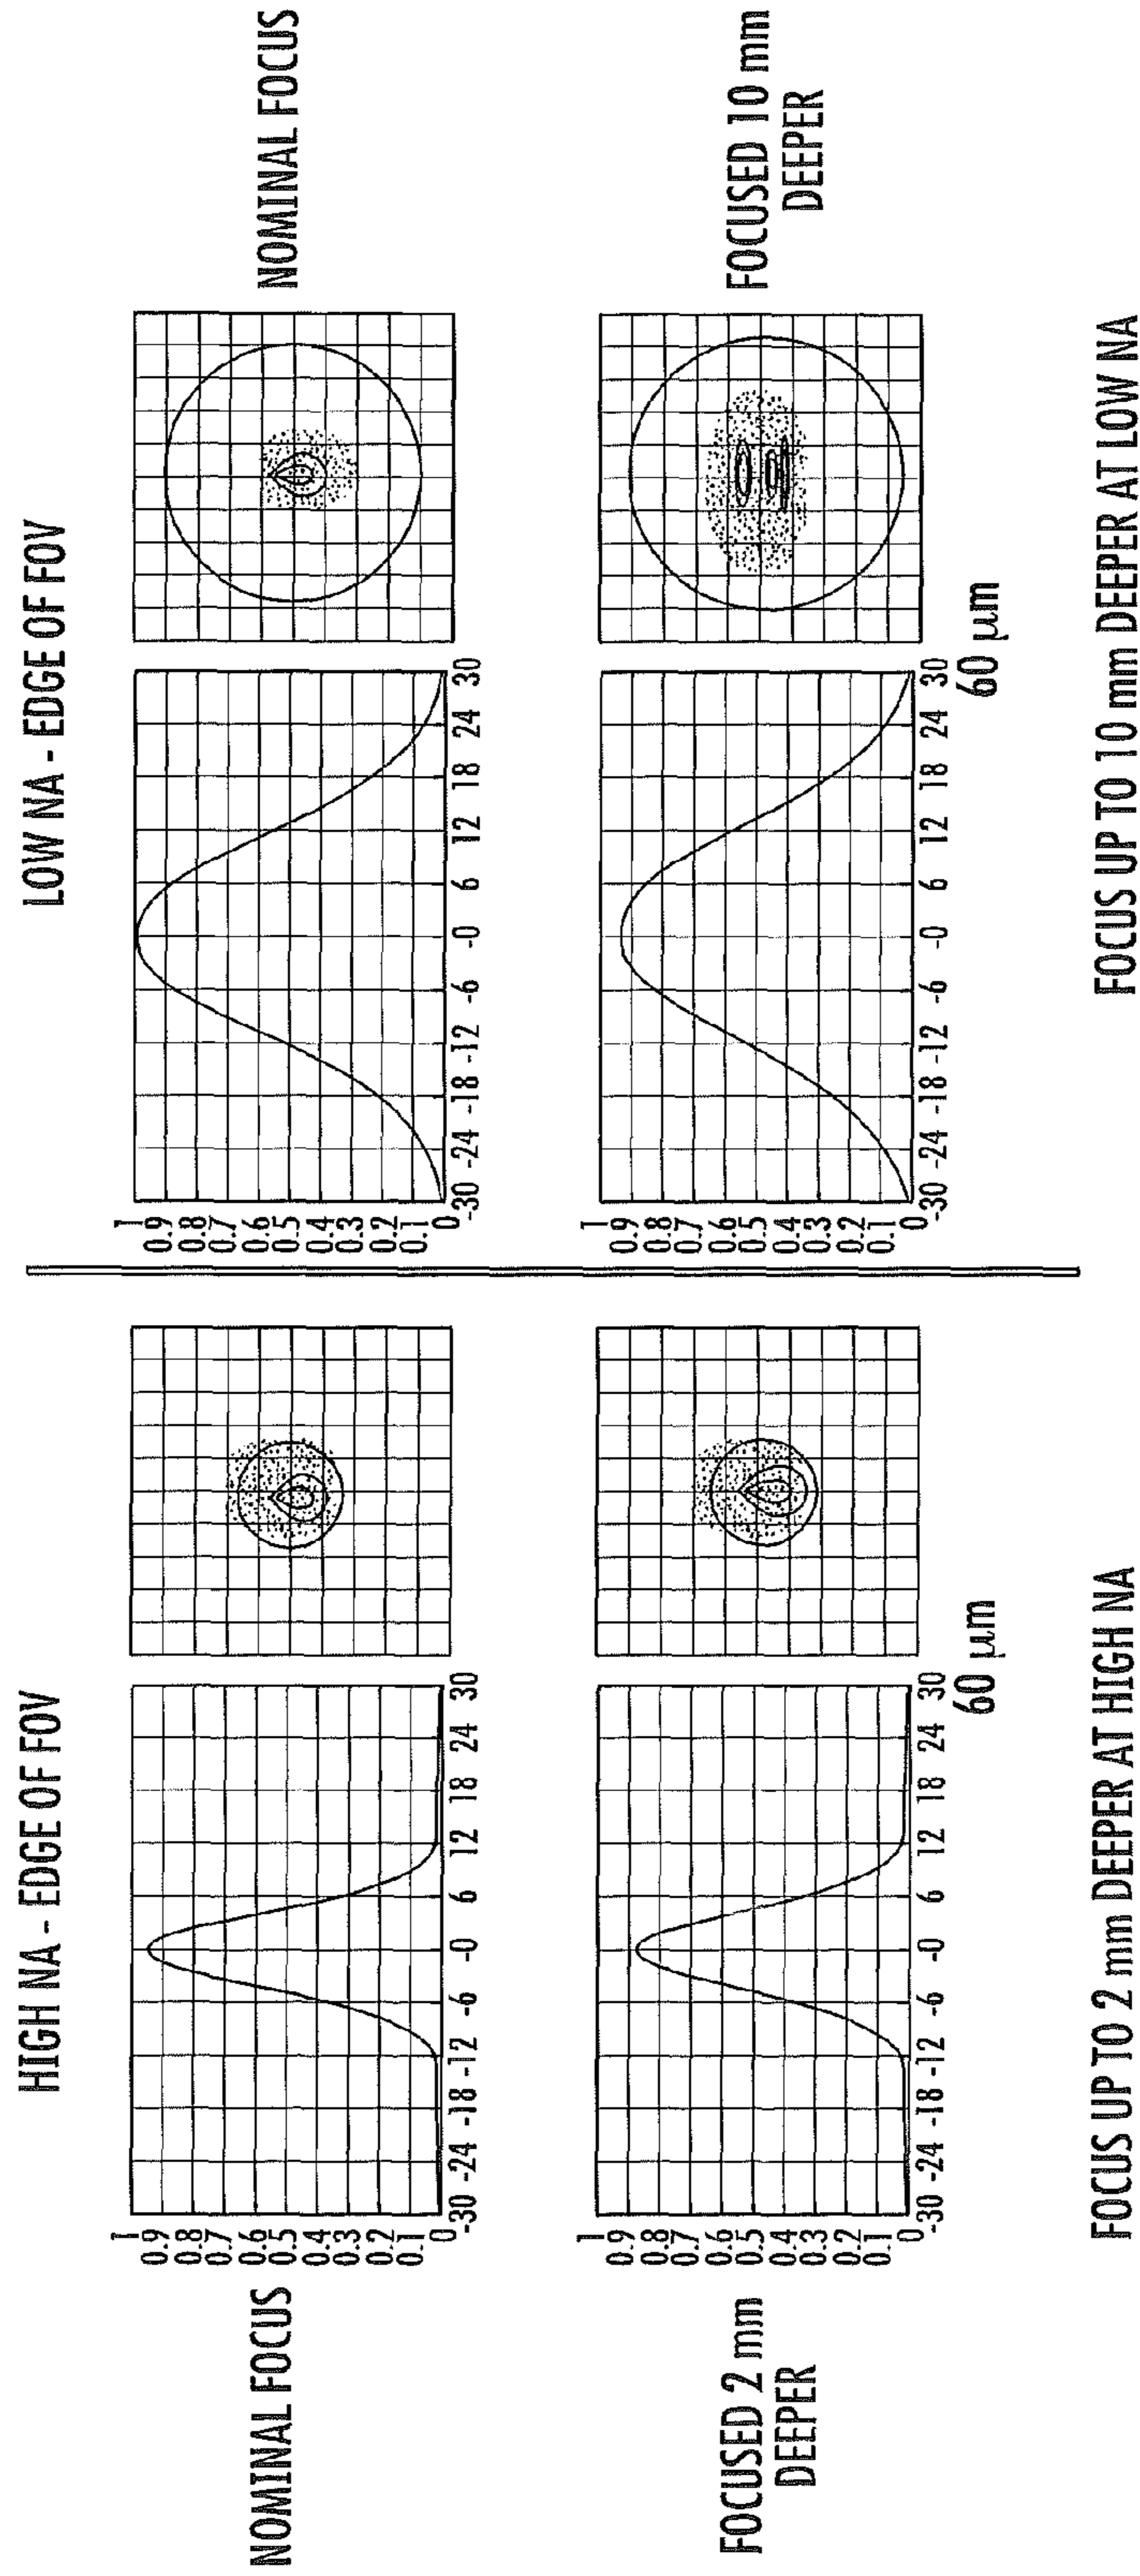 HIGH NA - EDGE OF FOV
NOMINAL FOCUS
1
0.9
0.8
0.7
0.6
0.5
0.4
0.3
0.2
0.1
0
-30 -24 -18 -12 -6 -0 6 12 18 24 30
FOCUSED 2 mm
DEEPER
1
0.9
0.8
0.7
0.6
0.5
0.4
0.3
0.2
0.1
0
-30 -24 -18 -12 -6 -0 6 12 18 24 30
60 µm
FOCUS UP TO 2 mm DEEPER AT HIGH NA
LOW NA - EDGE OF FOV
1
0.9
0.8
0.7
0.6
0.5
0.4
0.3
0.2
0.1
0
-30 -24 -18 -12 -6 -0 6 12 18 24 30
NOMINAL FOCUS
1
0.9
0.8
0.7
0.6
0.5
0.4
0.3
0.2
0.1
0
-30 -24 -18 -12 -6 -0 6 12 18 24 30
60 µm
FOCUSED 10 mm
DEEPER
FOCUS UP TO 10 mm DEEPER AT LOW NA